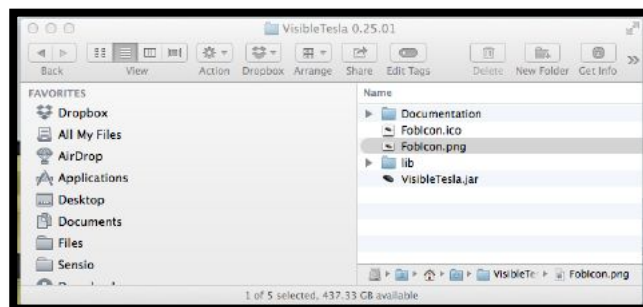 VisibleTesla 0.25.01
Back View Action Dropbox Arrange Share Edit Tags Delete New Folder Get Info
FAVORITES
Dropbox
All My Files
AirDrop
Applications
Desktop
Documents
Files
Sensio
Name
Documentation
FobIcon.ico
FobIcon.png
lib
VisibleTesla.jar
VisibleTe FobIcon.png
1 of 5 selected, 437.33 GB available